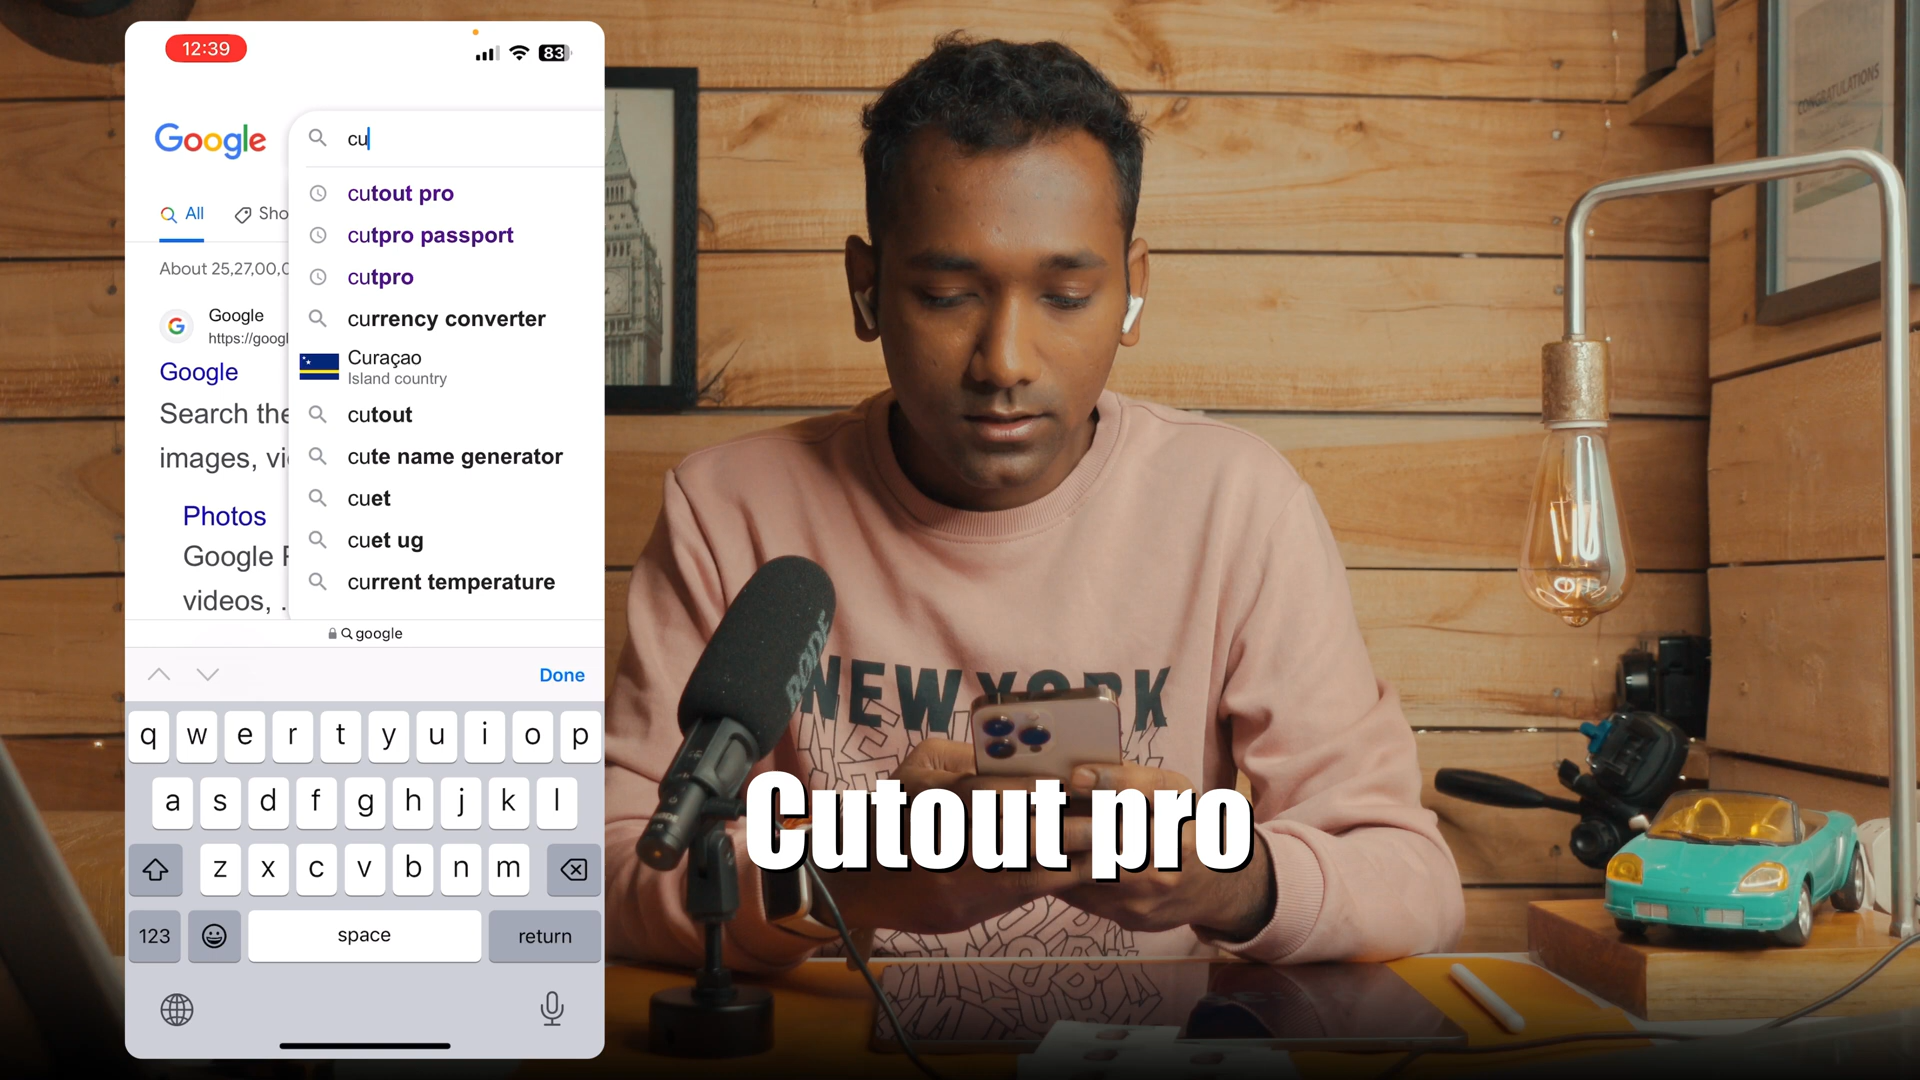 12:39
83
Google
cu
All
Sho
About 25,27,00,0
Google
https://googl
Google
Search the
images, vi
Photos
Google P
videos, .
cutout pro
cutpro passport
cutpro
currency converter
Curaçao
Island country
cutout
cute name generator
cuet
cuet ug
current temperature
google
Done
q w e r t y u i o p
a s d f g h j k l
z x c v b n m
123
space
return
CONGRATULATIONS
RODE
NEW YORK
Cutout pro